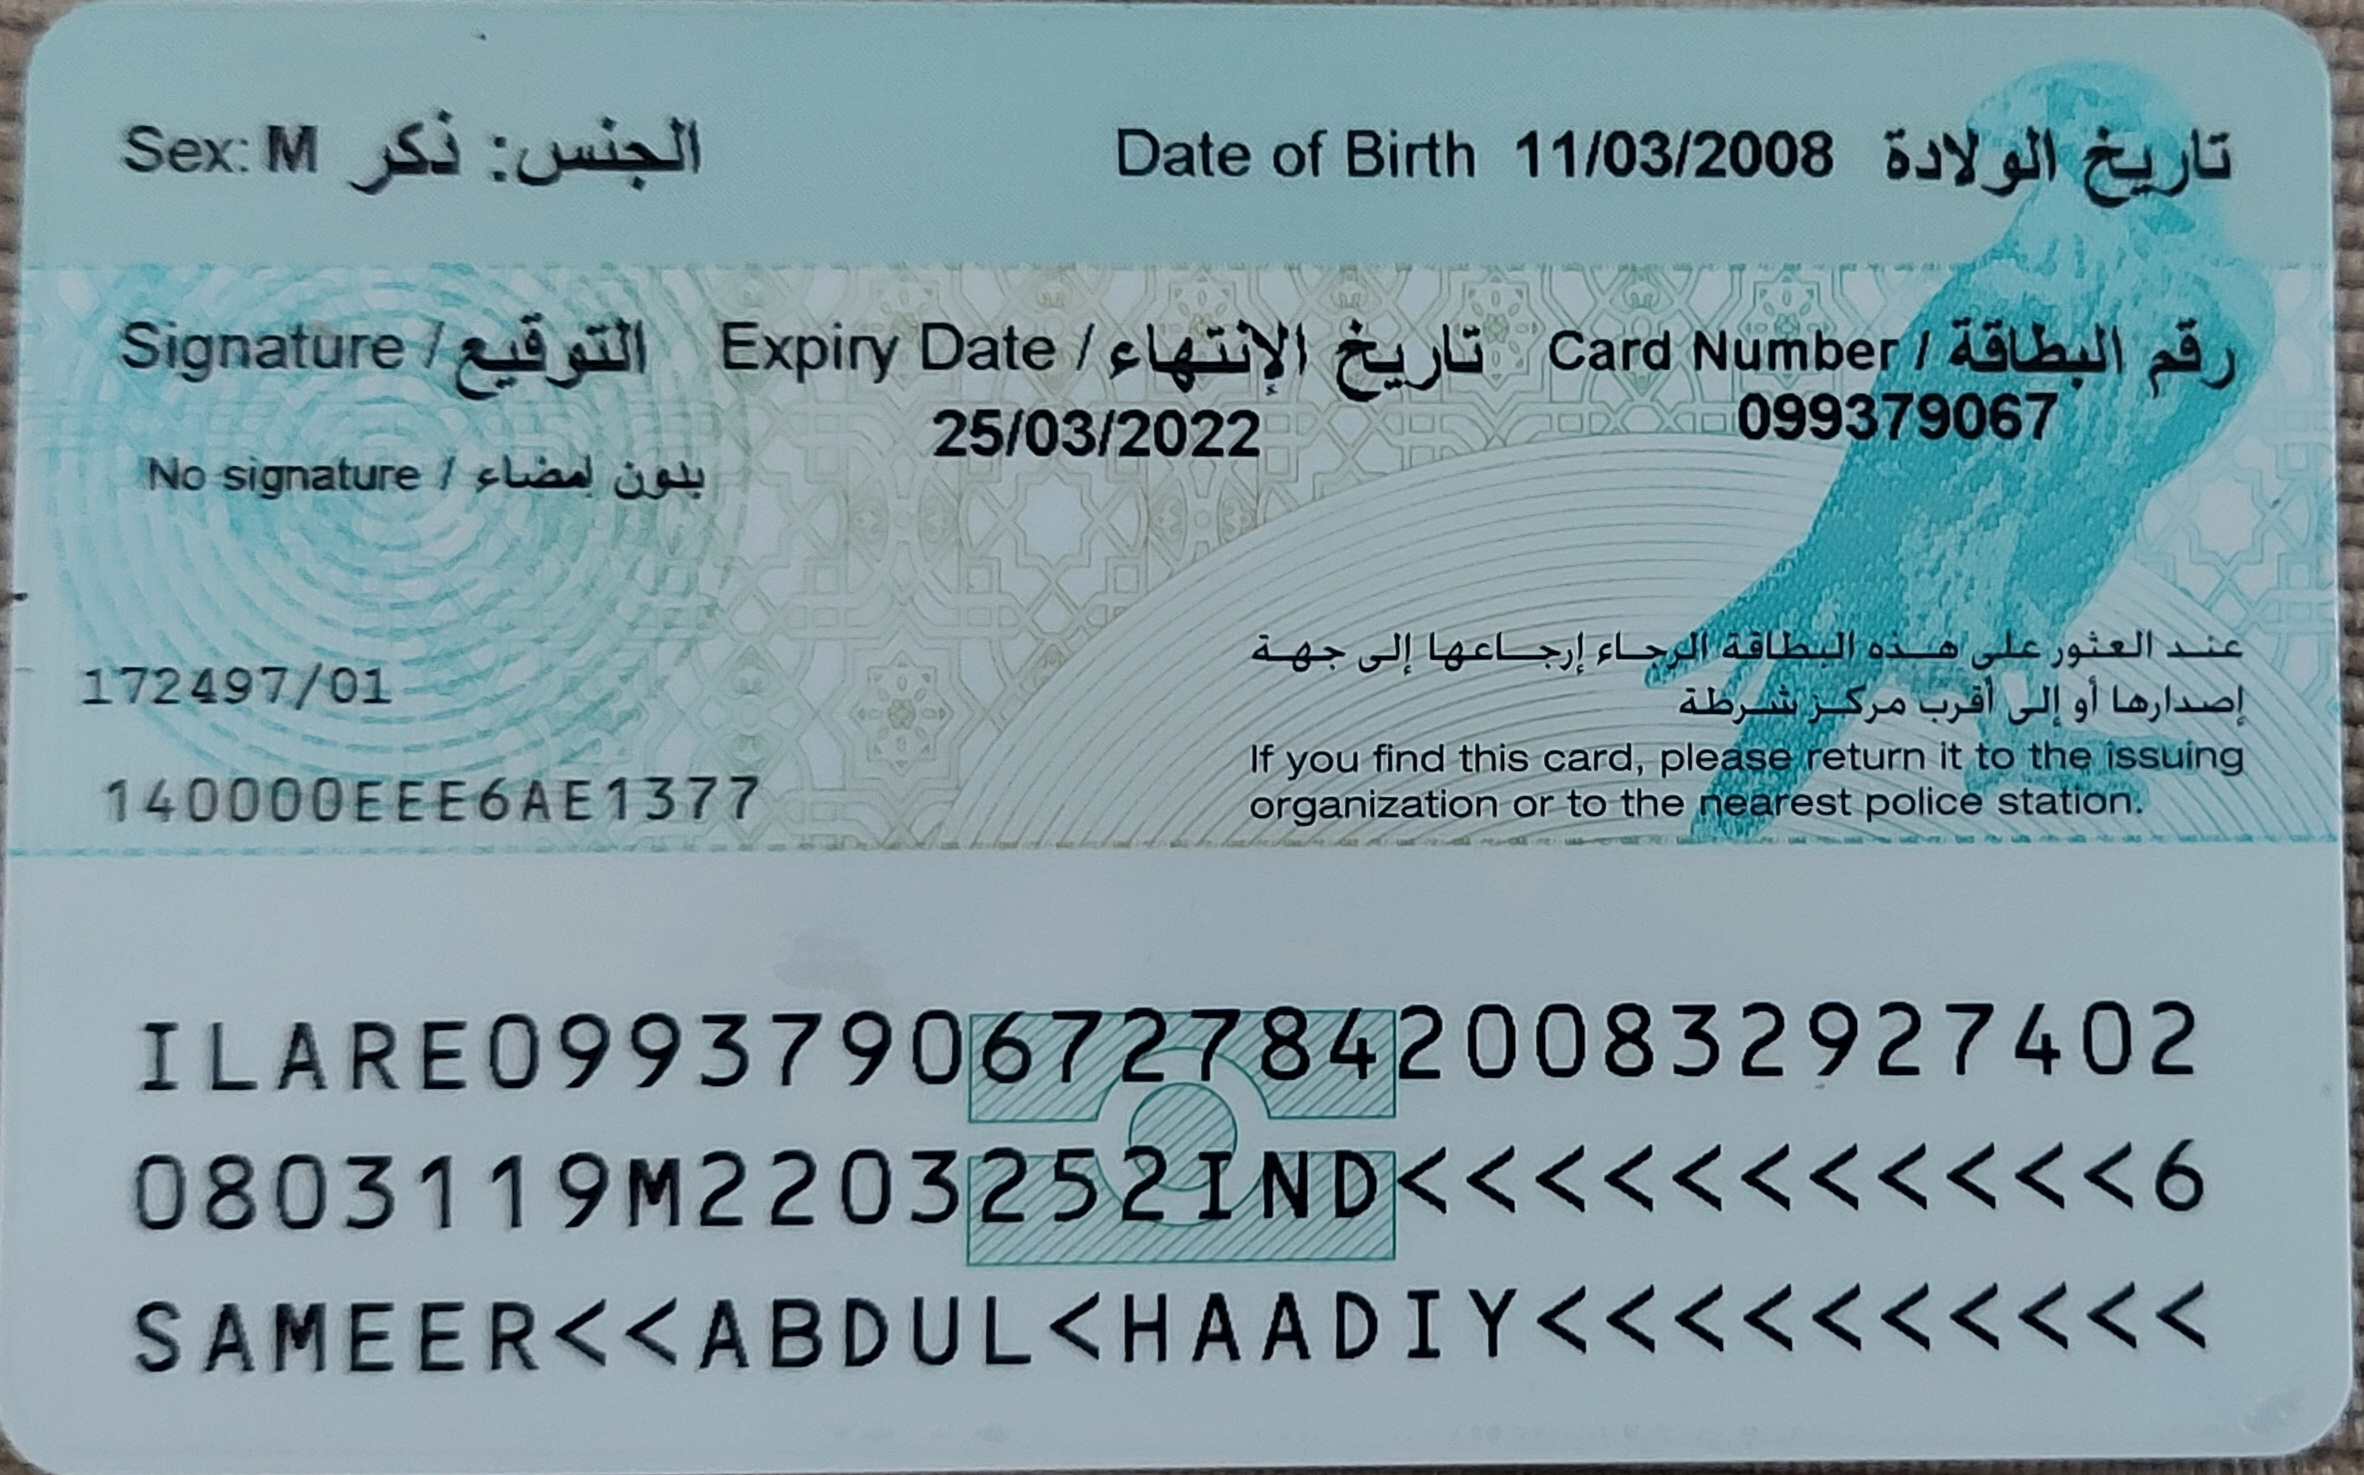 Sex: M الجنس: ذكر
Date of Birth 11/03/2008 تاريخ الولادة
Signature / التوقيع
No signature / بدون إمضاء
Expiry Date / تاريخ الإنتهاء
25/03/2022
Card Number / رقم البطاقة
099379067
172497/01
140000EEE6AE1377
عند العثور على هذه البطاقة الرجاء إرجاعها إلى جهة
إصدارها أو إلى أقرب مركز شرطة
If you find this card, please return it to the issuing
organization or to the nearest police station.
ILARE0993790672784200832927402
0803119M2203252IND<<<<<<<<<<<6
SAMEER<<ABDUL<HAADIY<<<<<<<<<<